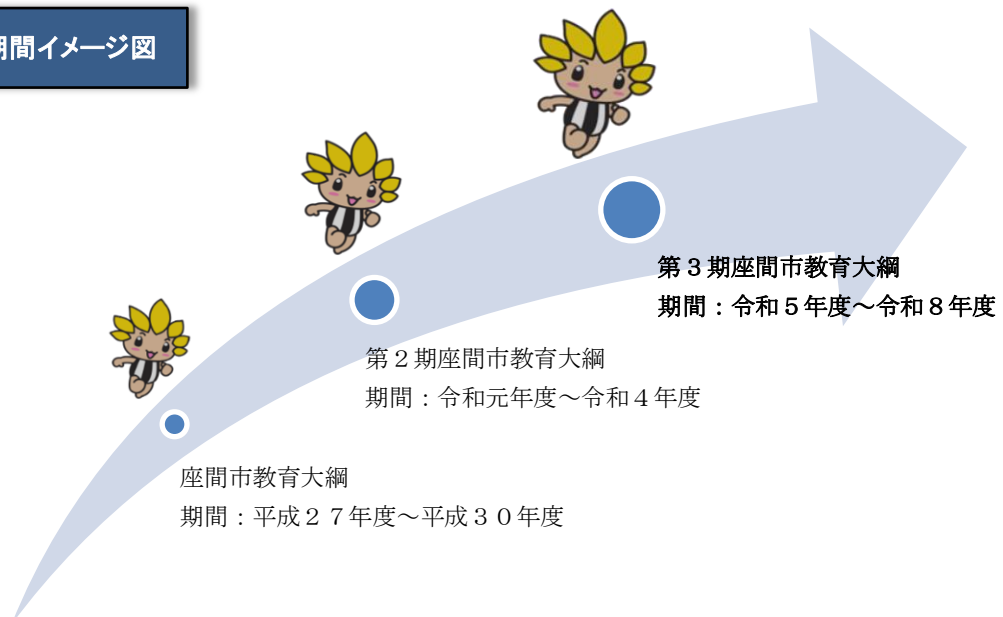 期間イメージ図
第３期座間市教育大綱
期間：令和５年度～令和８年度
第２期座間市教育大綱
期間：令和元年度～令和４年度
座間市教育大綱
期間：平成２７年度～平成３０年度